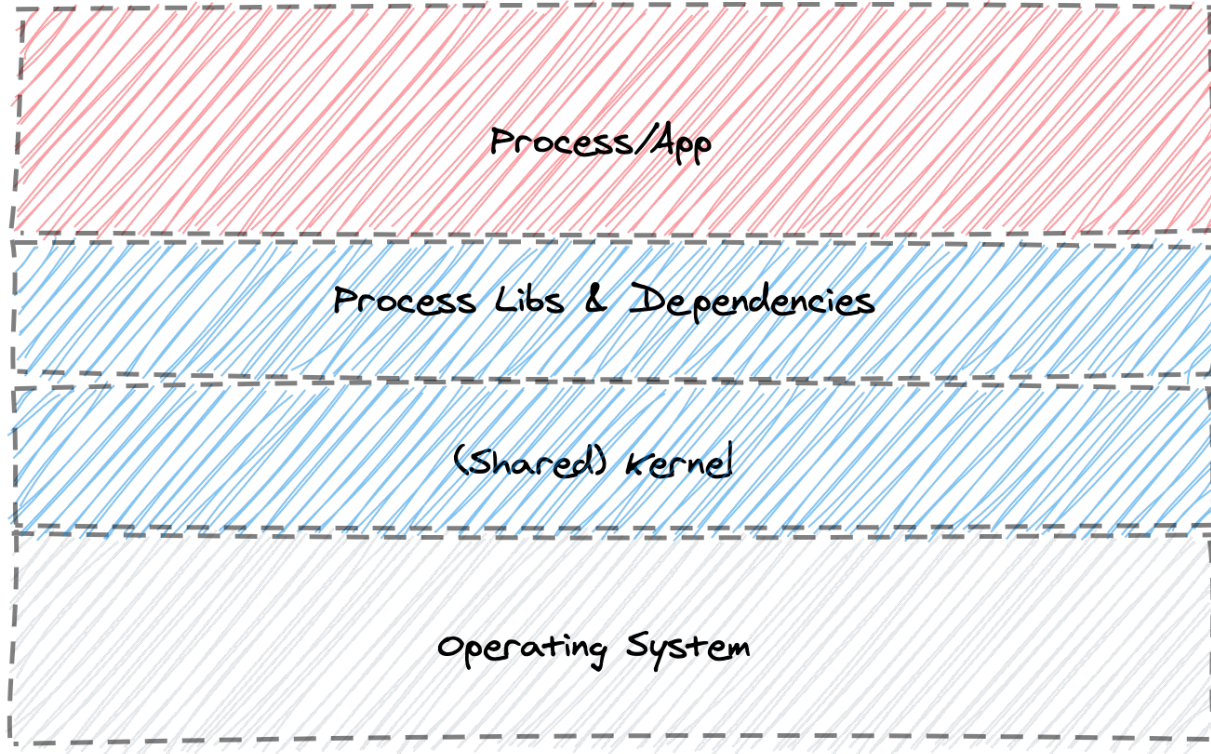 Process/App
Process Libs & Dependencies
(Shared) Kernel
Operating System